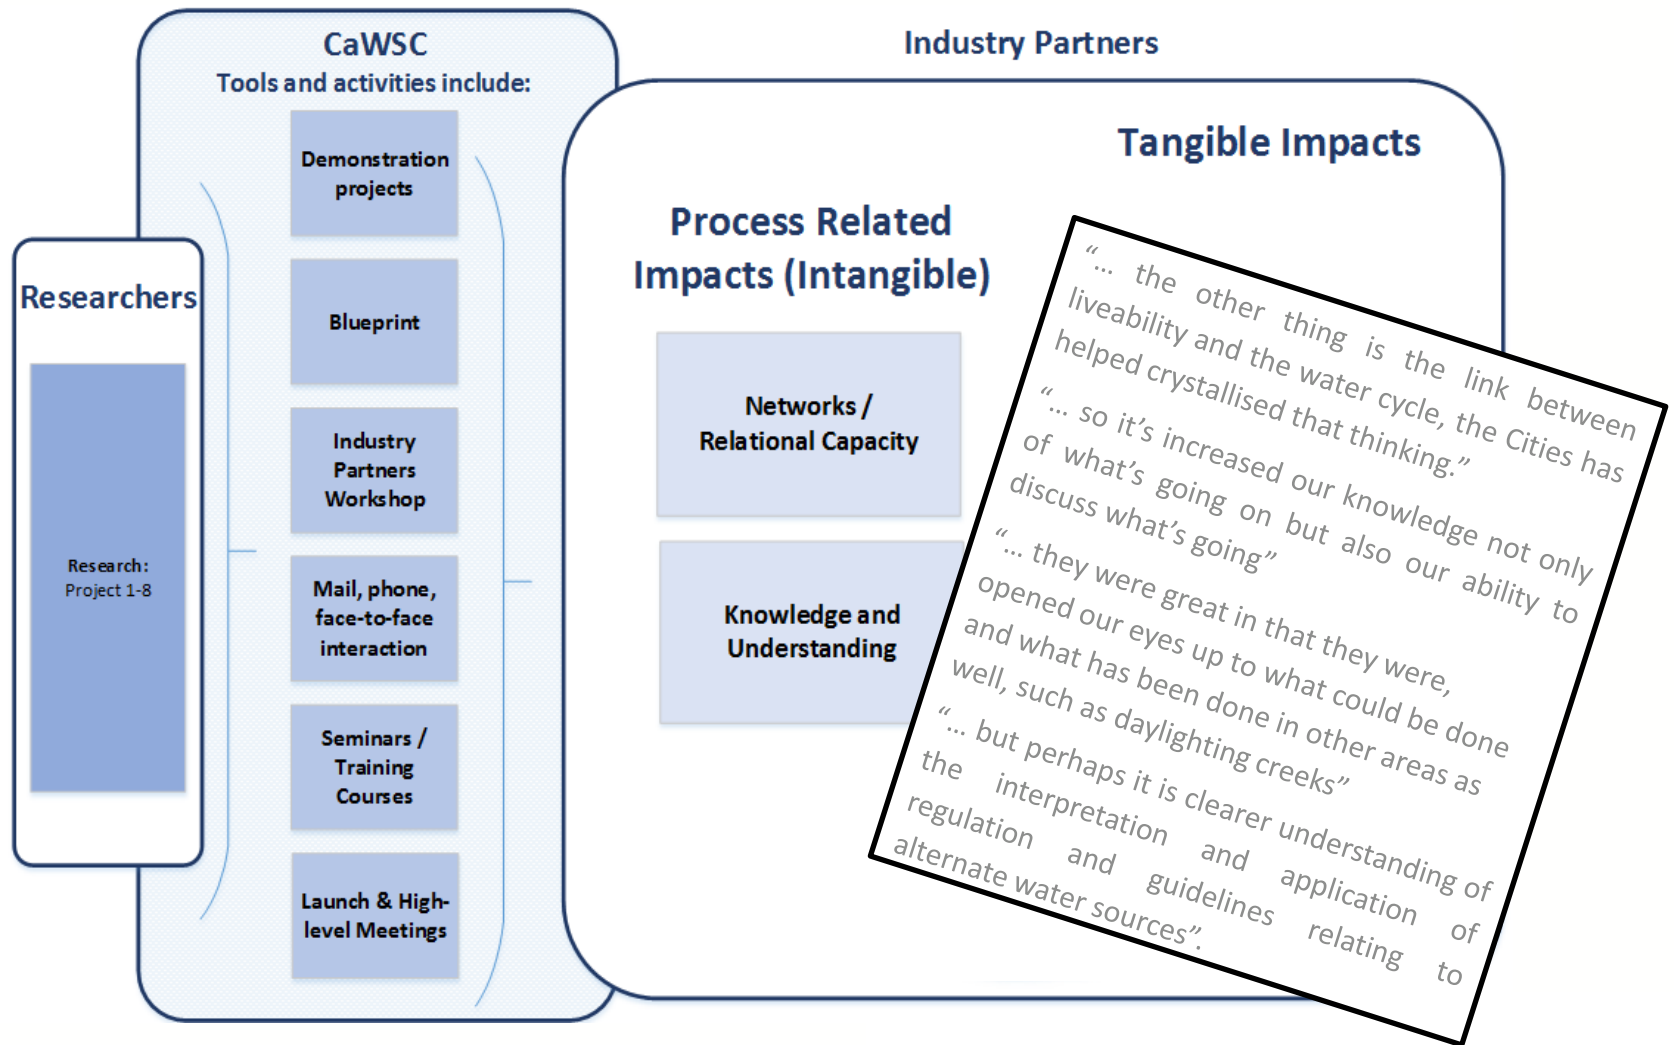 CaWSC
Tools and activities include:
Demonstration
projects
Blueprint
Industry
Partners
Workshop
Mail, phone,
face-to-face
interaction
Seminars /
Training
Courses
Launch & High-
level Meetings
Researchers
Research:
Project 1-8
Industry Partners
Tangible Impacts
Process Related
Impacts (Intangible)
Networks /
Relational Capacity
Knowledge and
Understanding
“... the other thing is the link between
liveability and the water cycle, the Cities has
helped crystallised that thinking.”
“... so it’s increased our knowledge not only
of what’s going on but also our ability to
discuss what’s going”
“... they were great in that they were,
opened our eyes up to what could be done
and what has been done in other areas as
well, such as daylighting creeks”
“... but perhaps it is clearer understanding of
the interpretation and application of
regulation and guidelines relating to
alternate water sources”.